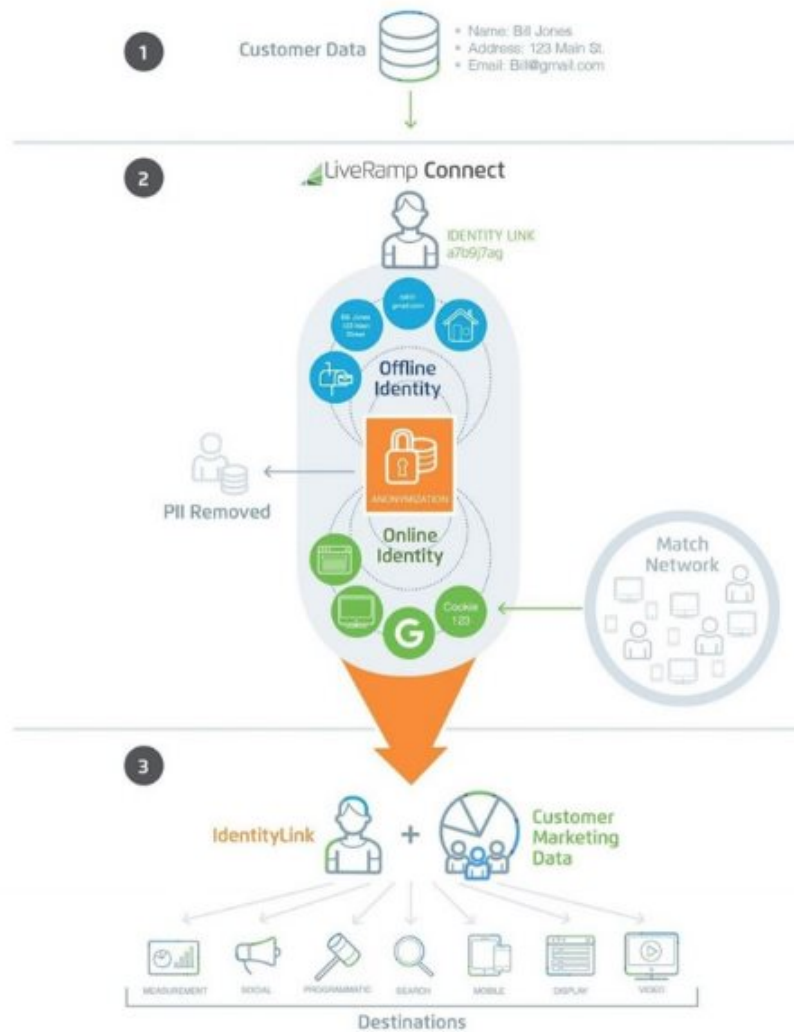 1
Customer Data
• Name: Bill Jones
• Address: 123 Main St.
• Email: Bill@gmail.com
2
LiveRamp Connect
IDENTITY LINK
a7b9j7ag
gmail.com
Bill Jones
123 Main
Street
Offline
Identity
ANONYMIZATION
PII Removed
Online
Identity
Match
Network
G
Cookie
123
3
IdentityLink
+
Customer
Marketing
Data
MEASUREMENT
SOCIAL
PROGRAMMATIC
SEARCH
MOBILE
DISPLAY
VIDEO
Destinations